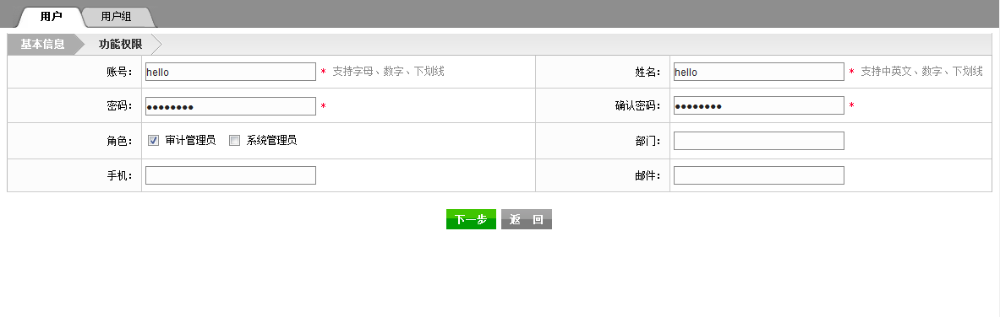 用户 用户组
基本信息 功能权限
账号： hello * 支持字母、数字、下划线 姓名： hello * 支持中英文、数字、下划线
密码： ●●●●●●●● * 确认密码： ●●●●●●●● *
角色： 审计管理员 系统管理员 部门：
手机： 邮件：
下一步 返 回